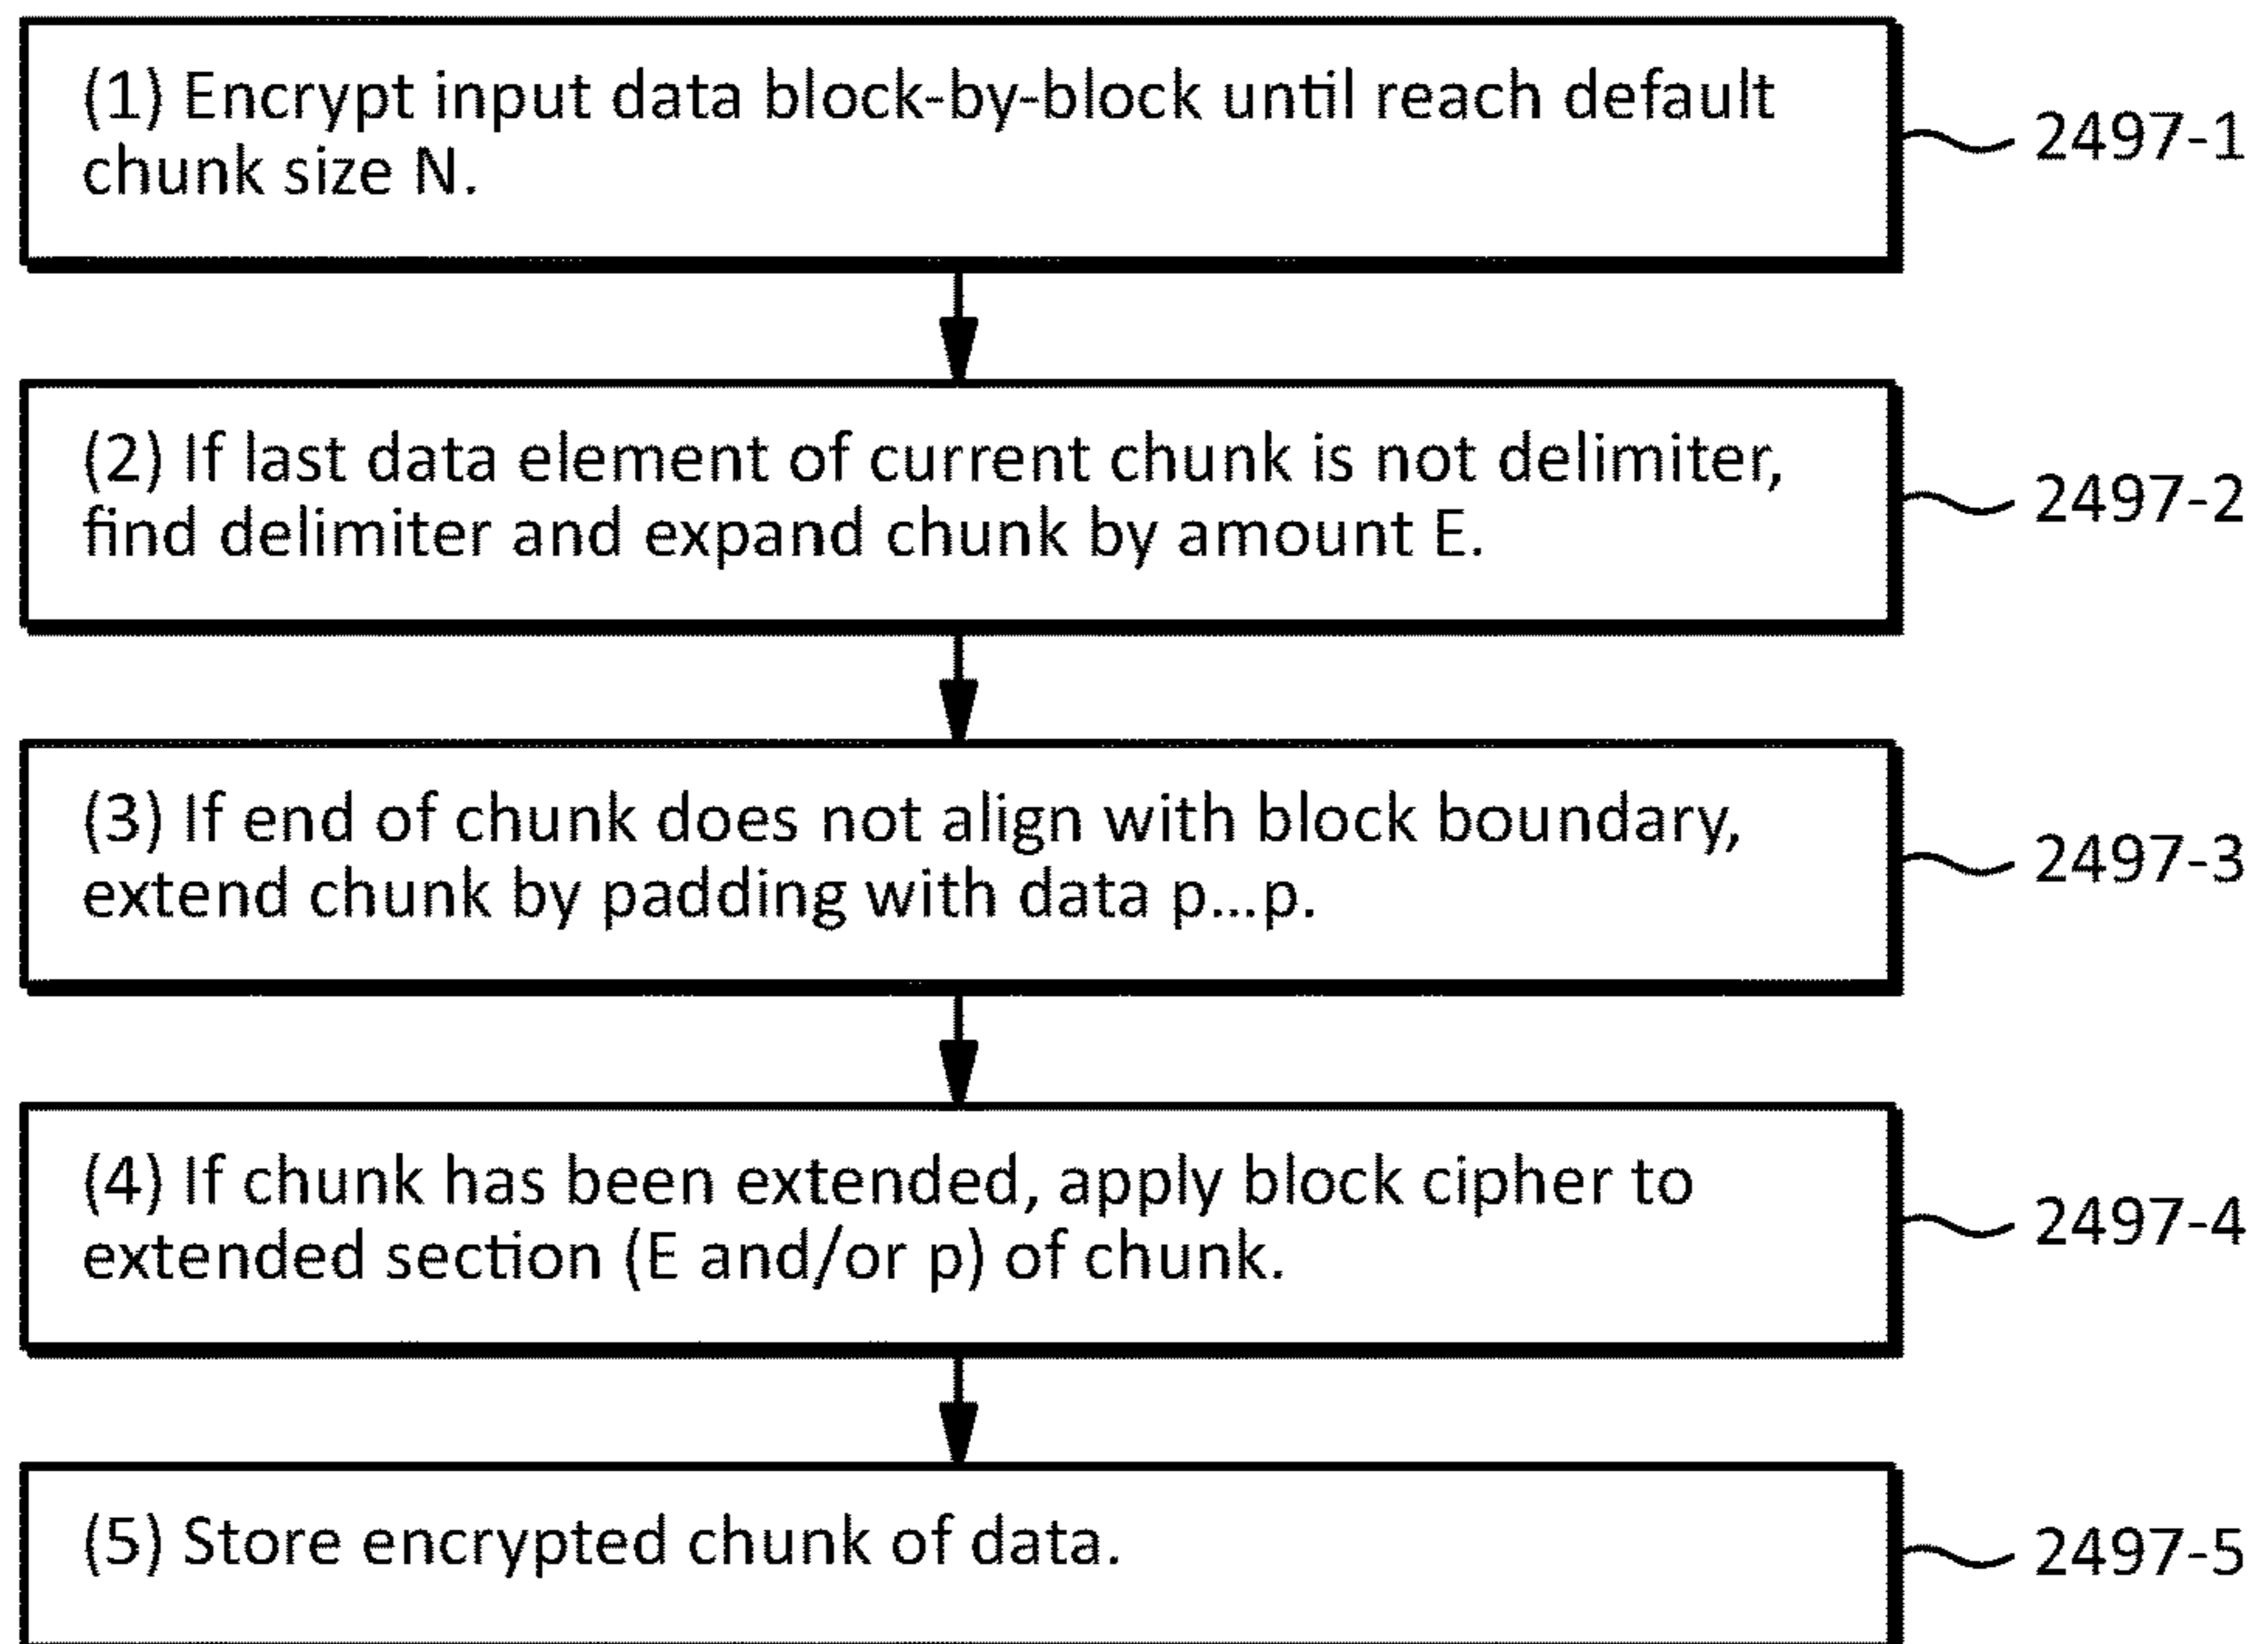 (1) Encrypt input data block-by-block until reach default
chunk size N.
2497-1
(2) If last data element of current chunk is not delimiter,
find delimiter and expand chunk by amount E.
2497-2
(3) If end of chunk does not align with block boundary,
extend chunk by padding with data p...p.
2497-3
(4) If chunk has been extended, apply block cipher to
extended section (E and/or p) of chunk.
2497-4
(5) Store encrypted chunk of data.
2497-5